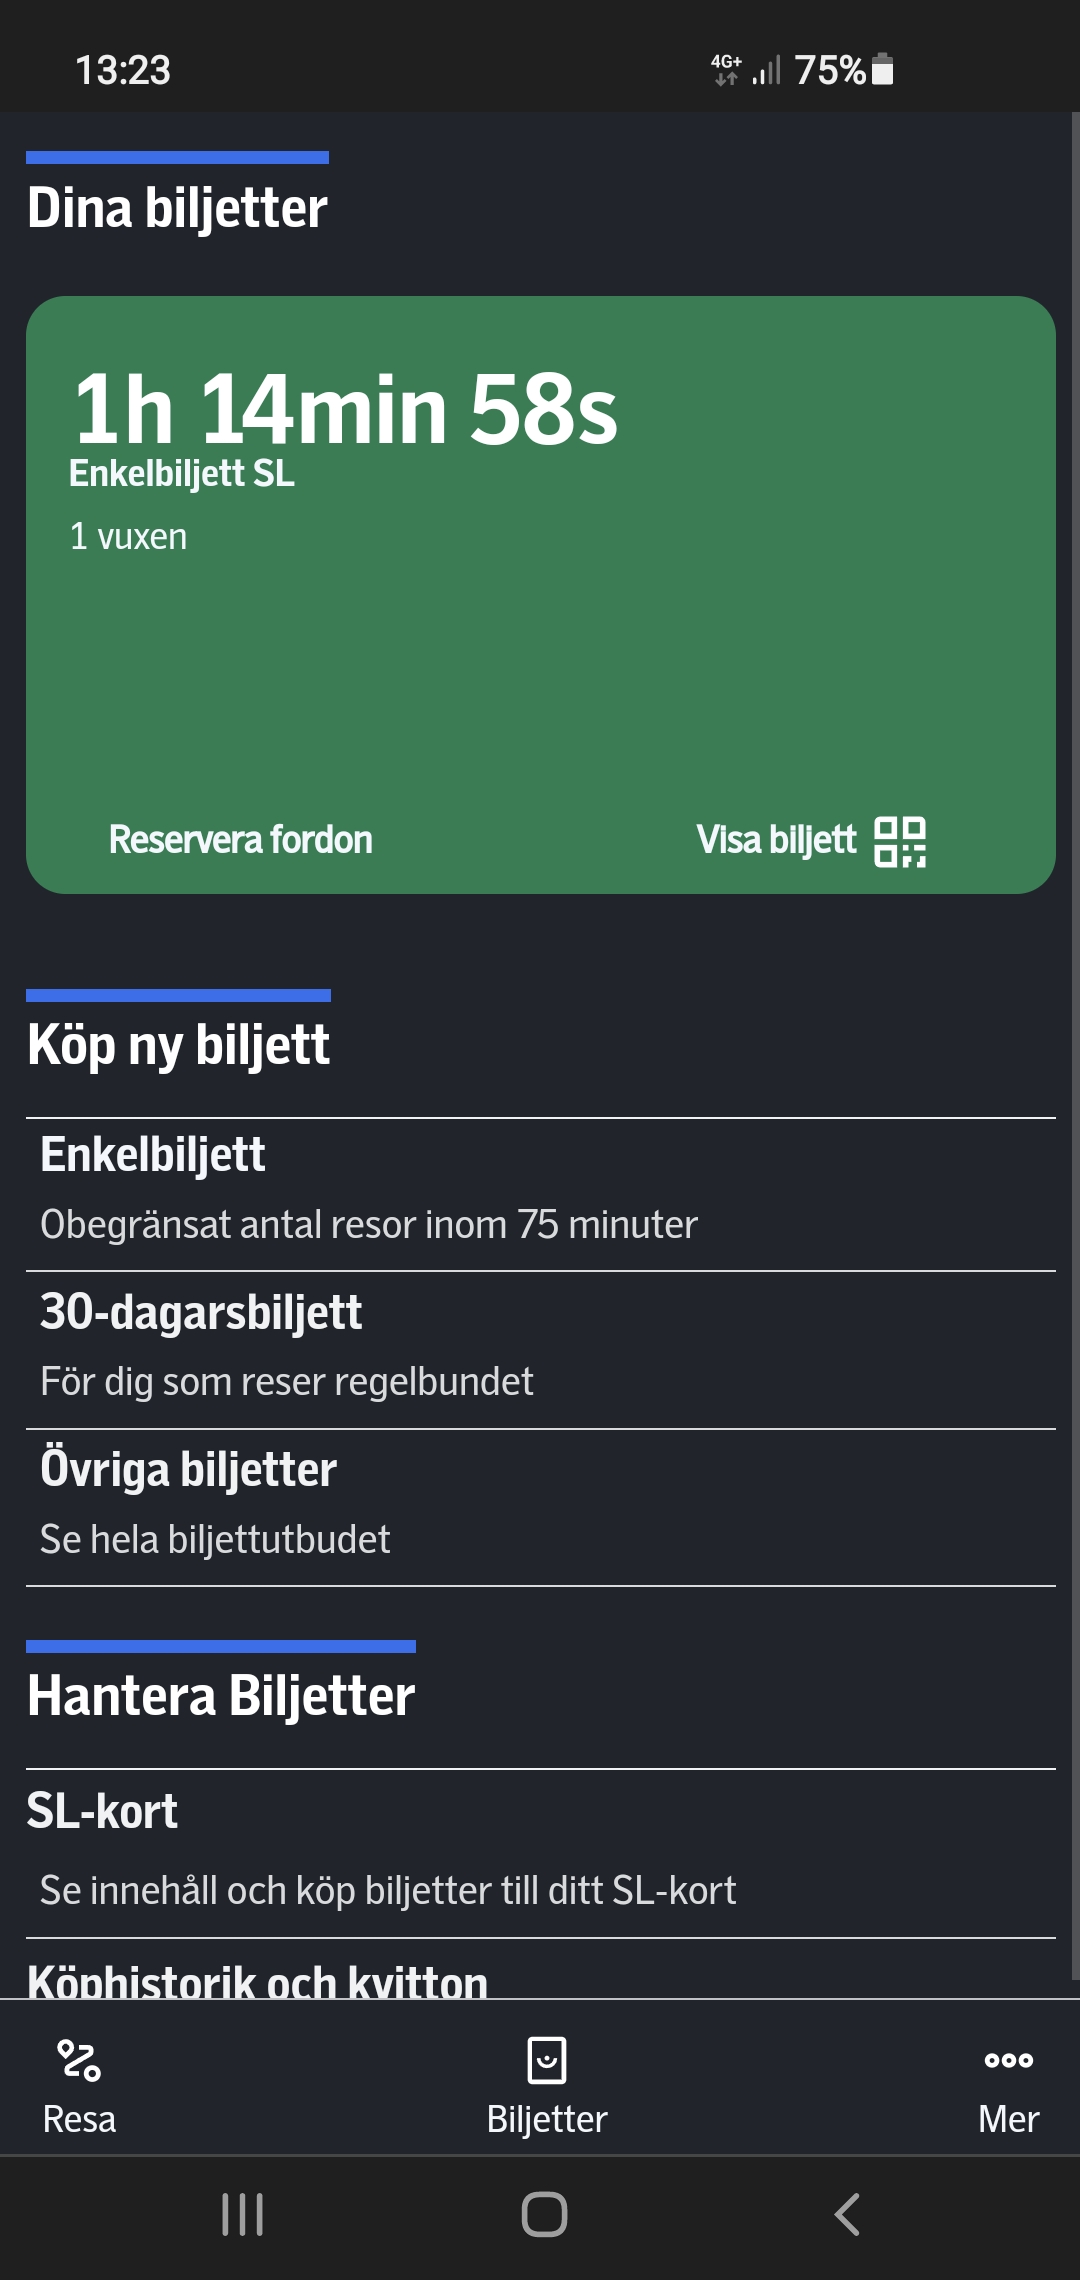 13:23
4G+
75%
Dina biljetter
1h 14min 58s
Enkelbiljett SL
1 vuxen
Reservera fordon
Visa biljett
Köp ny biljett
Enkelbiljett
Obegränsat antal resor inom 75 minuter
30-dagarsbiljett
För dig som reser regelbundet
Övriga biljetter
Se hela biljettutbudet
Hantera Biljetter
SL-kort
Se innehåll och köp biljetter till ditt SL-kort
Köphistorik och kvitton
Resa
Biljetter
Mer